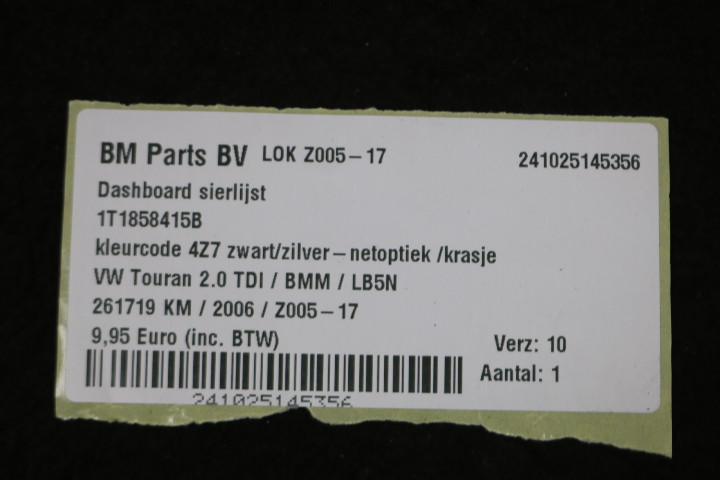 BM Parts BV LOK Z005-17 241025145356
Dashboard sierlijst
1T1858415B
kleurcode 4Z7 zwart/zilver - netoptiek /krasje
VW Touran 2.0 TDI / BMM / LB5N
261719 KM / 2006 / Z005-17
9,95 Euro (inc. BTW)
Verz: 10
Aantal: 1
241025145356